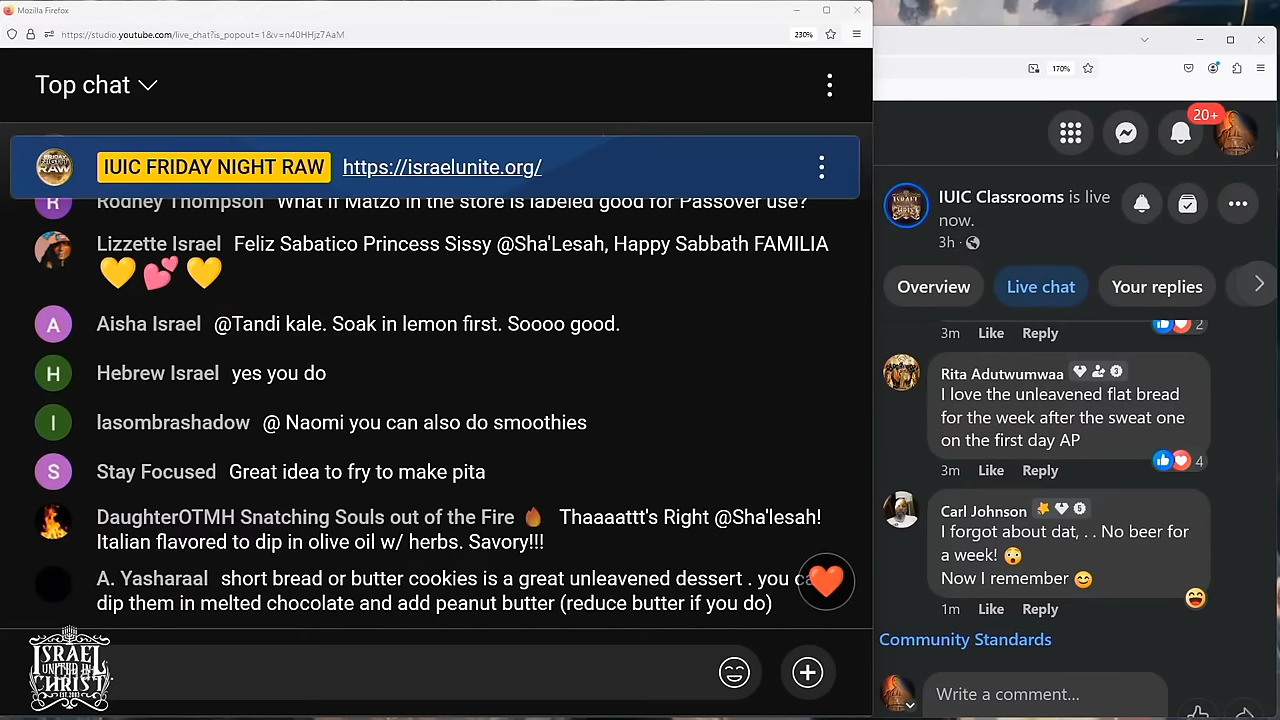 Mozilla Firefox
https://studio.youtube.com/live_chat?is_popout=1&v=n40HHjz7AaM
230%
Top chat
IUIC FRIDAY NIGHT RAW https://israelunite.org/
Rodney Thompson What if Matzo in the store is labeled good for Passover use?
Lizzette Israel Feliz Sabatico Princess Sissy @Sha'Lesah, Happy Sabbath FAMILIA
💛 💕 💛
A Aisha Israel @Tandi kale. Soak in lemon first. Soooo good.
H Hebrew Israel yes you do
I lasombrashadow @ Naomi you can also do smoothies
S Stay Focused Great idea to fry to make pita
DaughterOTMH Snatching Souls out of the Fire 🔥 Thaaaattt's Right @Sha'lesah!
Italian flavored to dip in olive oil w/ herbs. Savory!!!
A. Yasharaal short bread or butter cookies is a great unleavened dessert . you
dip them in melted chocolate and add peanut butter (reduce butter if you do)
ISRAEL
UNITED IN
CHRIST
EST. 2003
170%
20+
IUIC Classrooms is live
now.
3h
Overview
Live chat
Your replies
3m Like Reply 2
Rita Adutwumwaa
I love the unleavened flat bread
for the week after the sweat one
on the first day AP
3m Like Reply 4
Carl Johnson
I forgot about dat, . . No beer for
a week! 😳
Now I remember 😊
1m Like Reply
Community Standards
Write a comment...